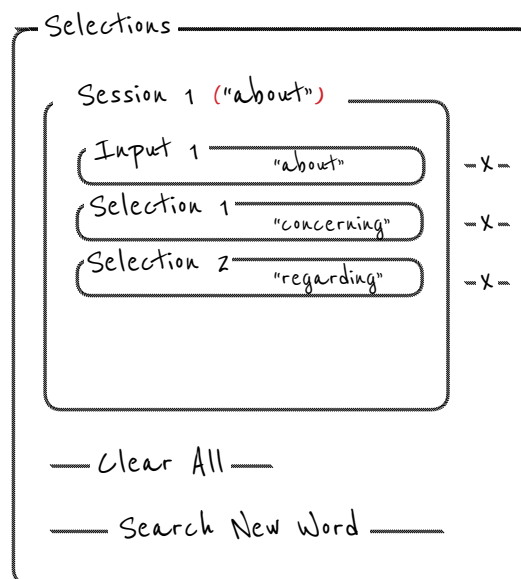 Selections
Session 1 ("about")
Input 1
"about"
-x-
Selection 1
"concerning"
-x-
Selection 2
"regarding"
-x-
Clear All
Search New Word